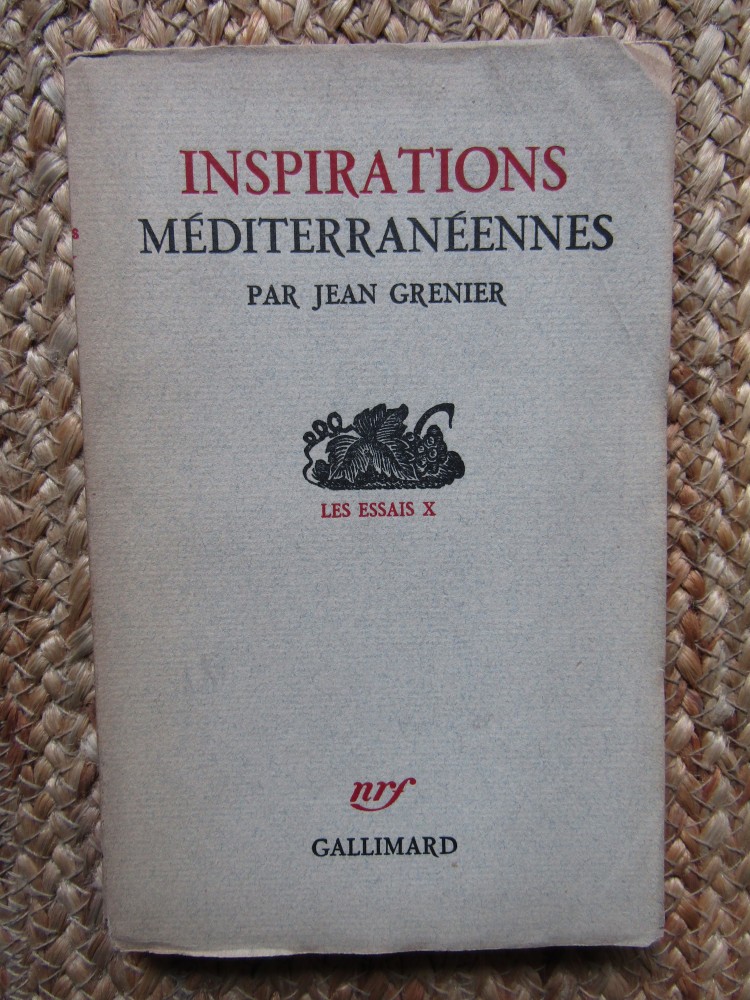 INSPIRATIONS
MÉDITERRANÉENNES
PAR JEAN GRENIER
LES ESSAIS X
nrf
GALLIMARD